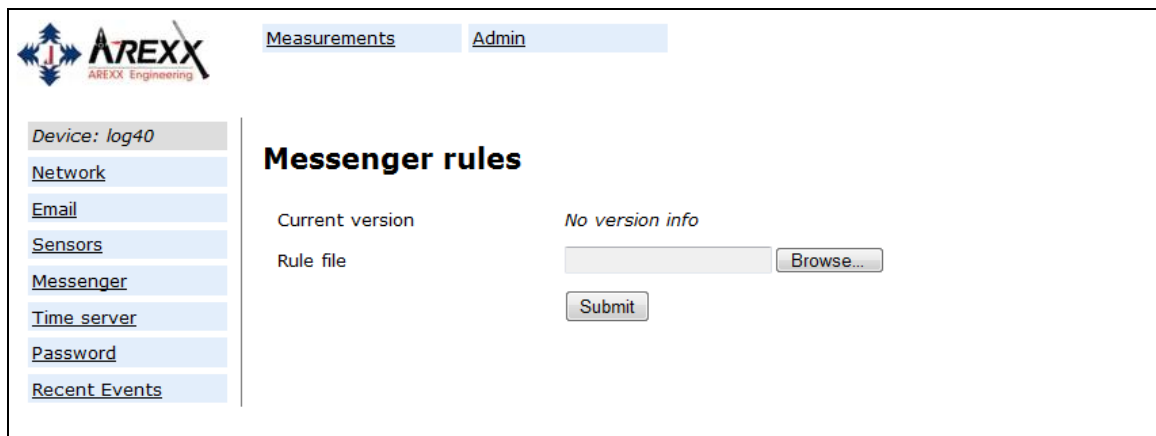 AREXX
AREXX Engineering
Measurements Admin
Device: log40
Network
Email
Sensors
Messenger
Time server
Password
Recent Events
Messenger rules
Current version No version info
Rule file Browse...
Submit